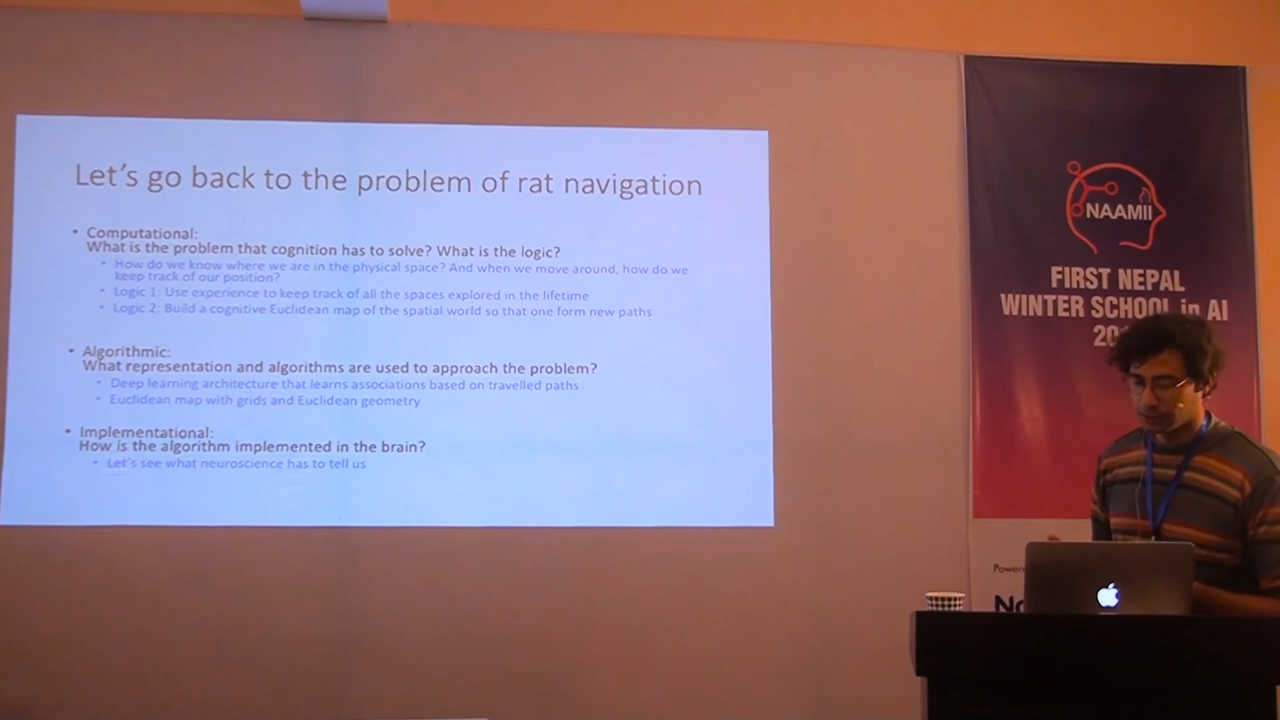 Let's go back to the problem of rat navigation
• Computational:
What is the problem that cognition has to solve? What is the logic?
• How do we know where we are in the physical space? And when we move around, how do we
keep track of our position?
• Logic 1: Use experience to keep track of all the spaces explored in the lifetime
• Logic 2: Build a cognitive Euclidean map of the spatial world so that one form new paths
• Algorithmic:
What representation and algorithms are used to approach the problem?
• Deep learning architecture that learns associations based on travelled paths
• Euclidean map with grids and Euclidean geometry
• Implementational:
How is the algorithm implemented in the brain?
• Let's see what neuroscience has to tell us
NAAMII
FIRST NEPAL
WINTER SCHOOL in AI